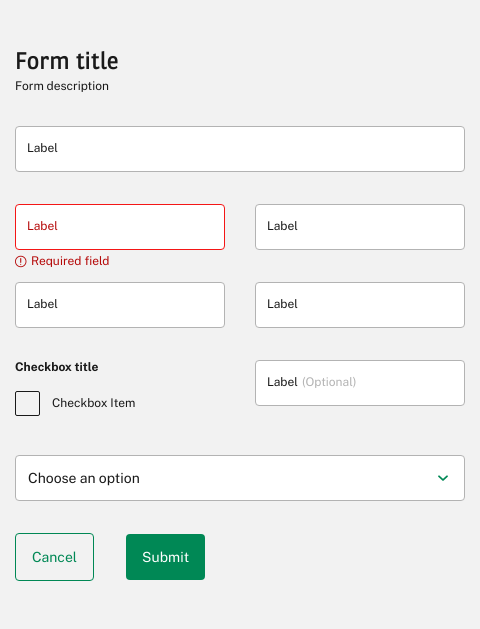 Form title
Form description
Label
Label
Label
Required field
Label
Label
Checkbox title
Label (Optional)
Checkbox Item
Choose an option
Cancel
Submit